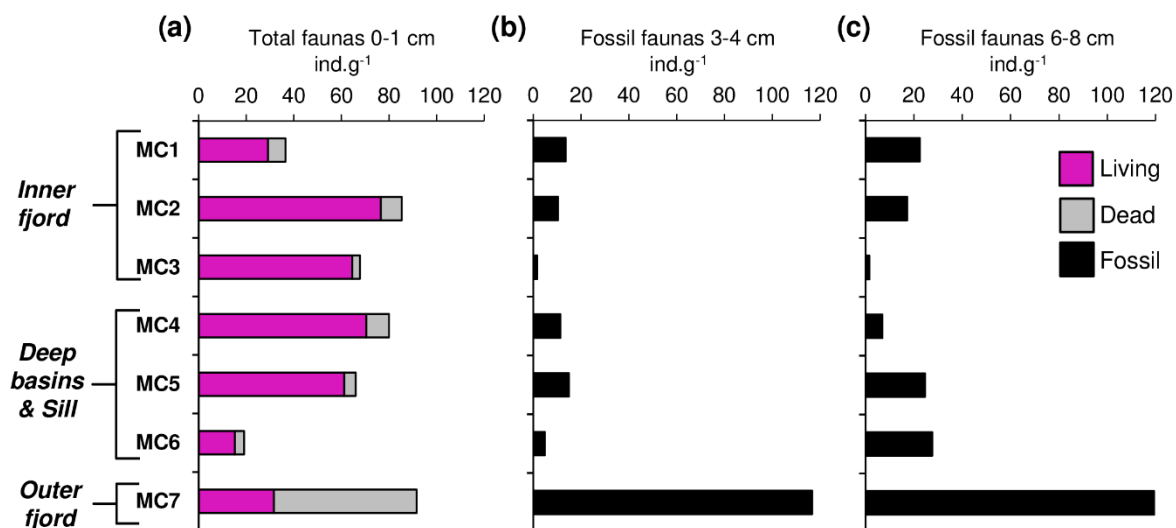 (a)
Total faunas 0-1 cm
ind.g⁻¹
0 20 40 60 80 100 120
(b)
Fossil faunas 3-4 cm
ind.g⁻¹
0 20 40 60 80 100 120
(c)
Fossil faunas 6-8 cm
ind.g⁻¹
0 20 40 60 80 100 120
Inner
fjord
MC1
MC2
MC3
Deep
basins
& Sill
MC4
MC5
MC6
Outer
fjord
MC7
Living
Dead
Fossil